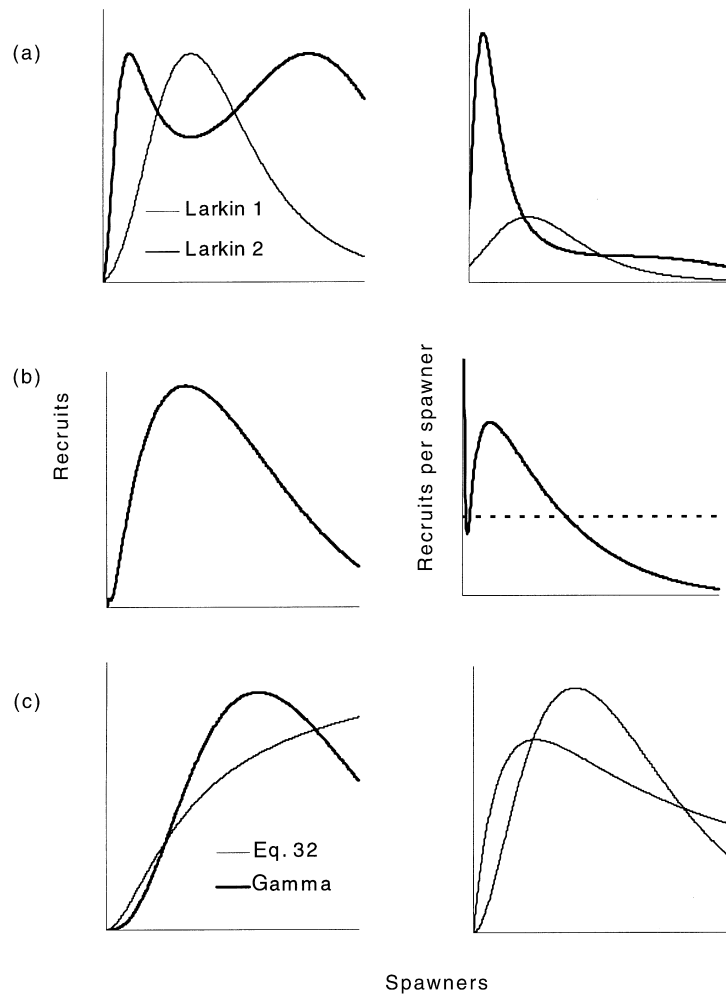 (a)
Larkin 1
Larkin 2
(b)
Recruits
Recruits per spawner
(c)
Eq. 32
Gamma
Spawners